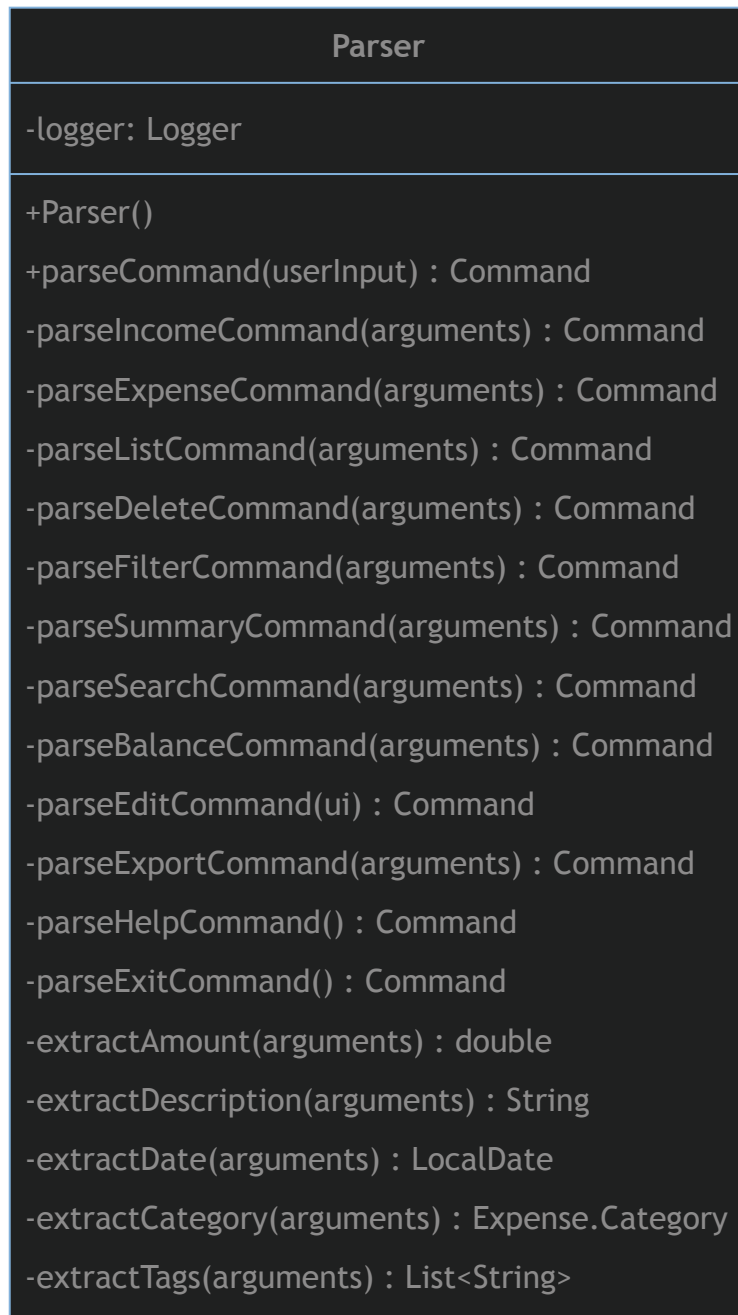 Parser
-logger: Logger
+Parser()
+parseCommand(userInput) : Command
-parseIncomeCommand(arguments) : Command
-parseExpenseCommand(arguments) : Command
-parseListCommand(arguments) : Command
-parseDeleteCommand(arguments) : Command
-parseFilterCommand(arguments) : Command
-parseSummaryCommand(arguments) : Command
-parseSearchCommand(arguments) : Command
-parseBalanceCommand(arguments) : Command
-parseEditCommand(ui) : Command
-parseExportCommand(arguments) : Command
-parseHelpCommand() : Command
-parseExitCommand() : Command
-extractAmount(arguments) : double
-extractDescription(arguments) : String
-extractDate(arguments) : LocalDate
-extractCategory(arguments) : Expense.Category
-extractTags(arguments) : List<String>